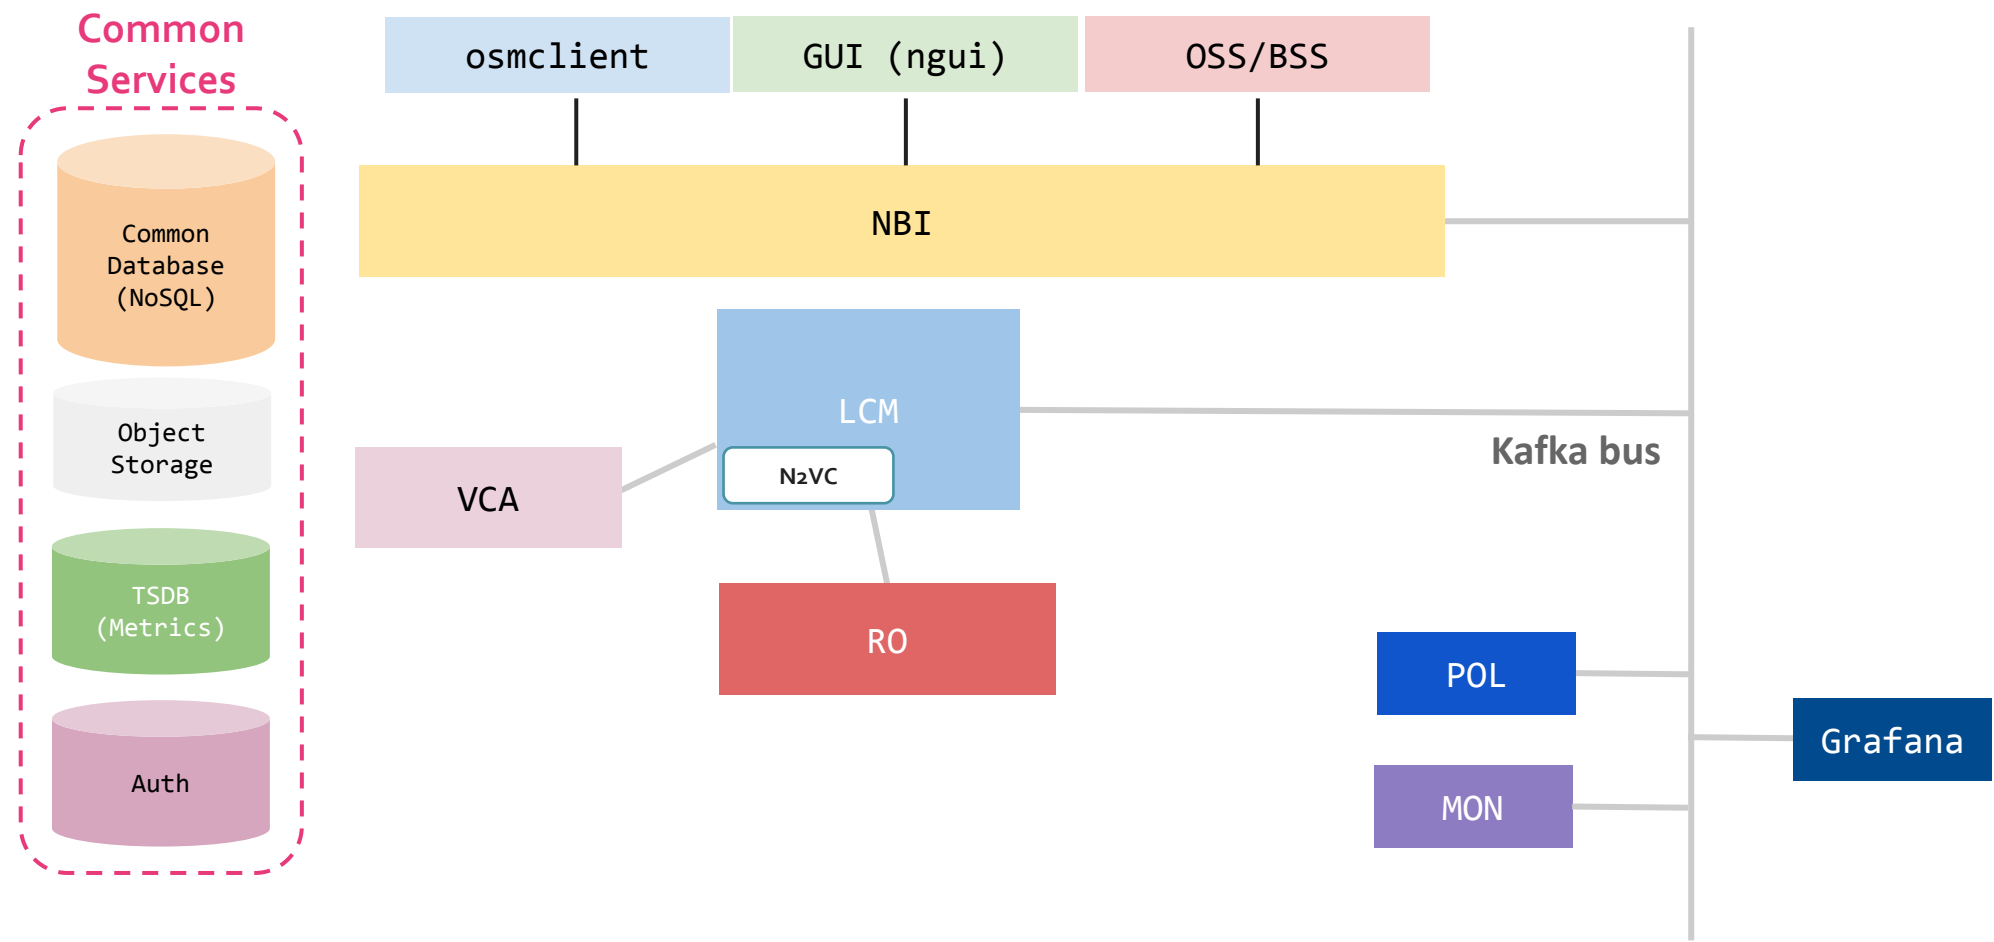 Common
Services
Common
Database
(NoSQL)
Object
Storage
TSDB
(Metrics)
Auth
osmclient
GUI (ngui)
OSS/BSS
NBI
LCM
N2VC
VCA
RO
Kafka bus
POL
MON
Grafana